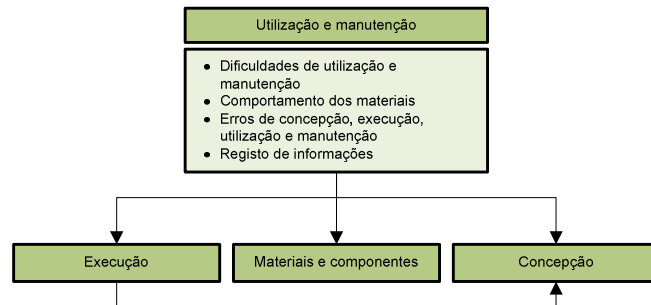 Utilização e manutenção
• Dificuldades de utilização e
manutenção
• Comportamento dos materiais
• Erros de concepção, execução,
utilização e manutenção
• Registo de informações
Execução
Materiais e componentes
Concepção